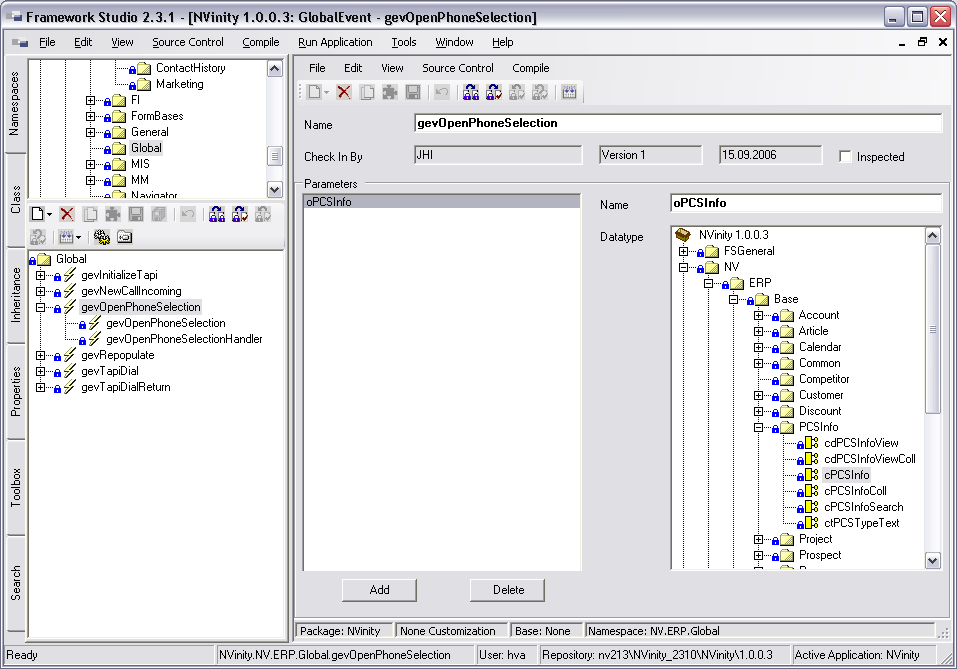 Framework Studio 2.3.1 - [NVinity 1.0.0.3: GlobalEvent - gevOpenPhoneSelection]
File Edit View Source Control Compile Run Application Tools Window Help
Namespaces
Class
Inheritance
Properties
Toolbox
Search
ContactHistory
Marketing
FI
FormBases
General
Global
MIS
MM
Navigator
Global
gevInitializeTapi
gevNewCallIncoming
gevOpenPhoneSelection
gevOpenPhoneSelection
gevOpenPhoneSelectionHandler
gevRepopulate
gevTapiDial
gevTapiDialReturn
File Edit View Source Control Compile
Name gevOpenPhoneSelection
Check In By JHI Version 1 15.09.2006 Inspected
Parameters
oPCSInfo
Name oPCSInfo
Datatype
NVinity 1.0.0.3
FSGeneral
NV
ERP
Base
Account
Article
Calendar
Common
Competitor
Customer
Discount
PCSInfo
cdPCSInfoView
cdPCSInfoViewColl
cPCSInfo
cPCSInfoColl
cPCSInfoSearch
ctPCSTypeText
Project
Prospect
Add Delete
Package: NVinity None Customization Base: None Namespace: NV.ERP.Global
Ready NVinity.NV.ERP.Global.gevOpenPhoneSelection User: hva Repository: nv213\NVinity_2310\NVinity\1.0.0.3 Active Application: NVinity